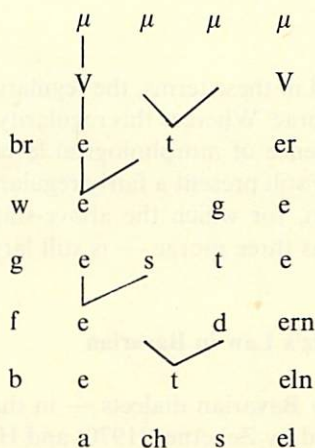 μ μ μ μ
V V
br e t er
w e g e
g e s t e
f e d ern
b e t eln
a ch s el